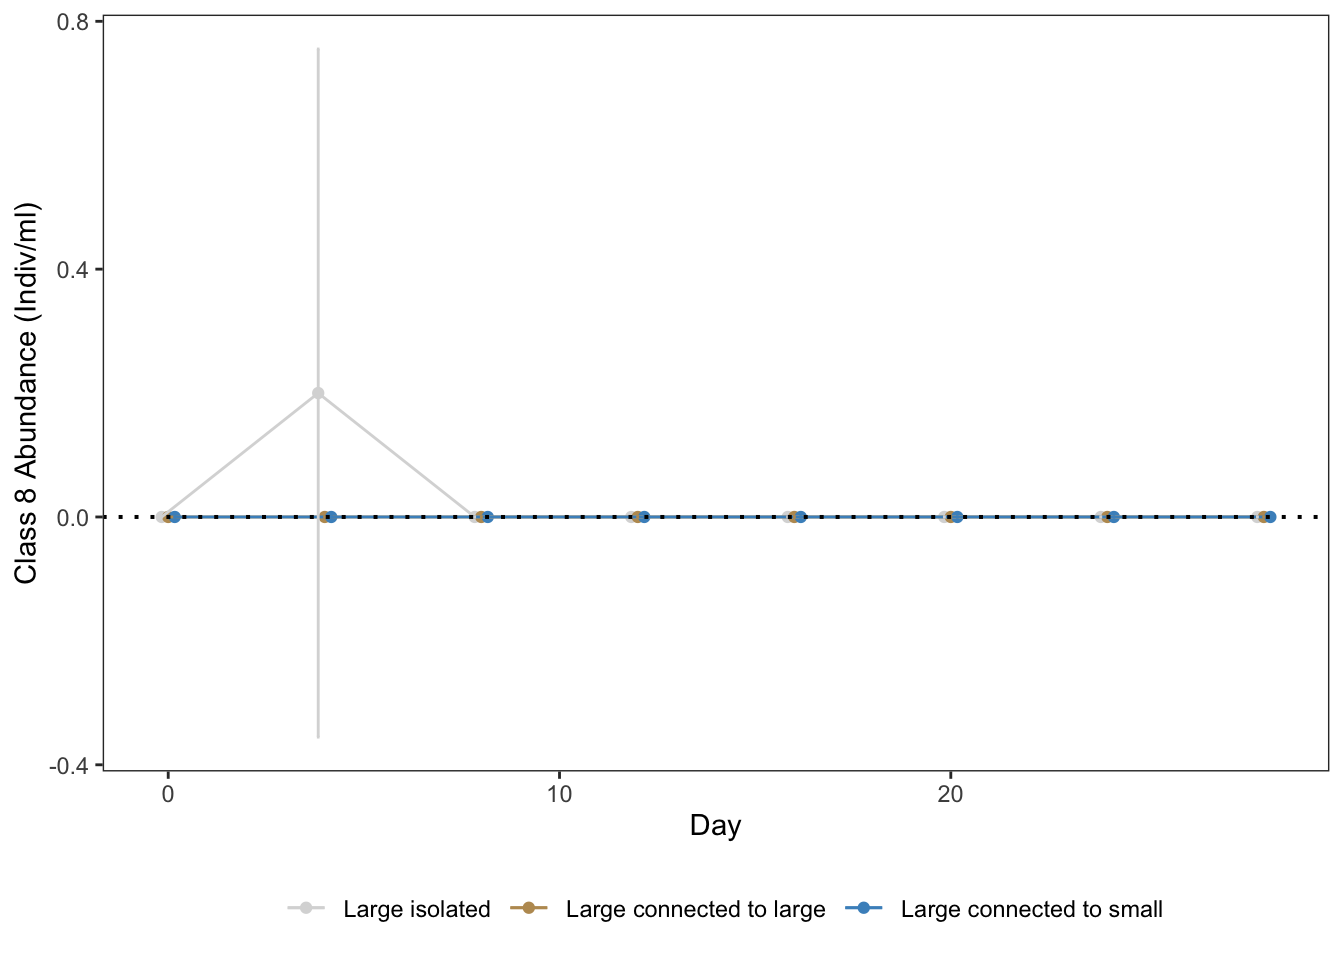 Class 8 Abundance (Indiv/ml)
0.8
0.4
0.0
-0.4
0 10 20
Day
Large isolated Large connected to large Large connected to small